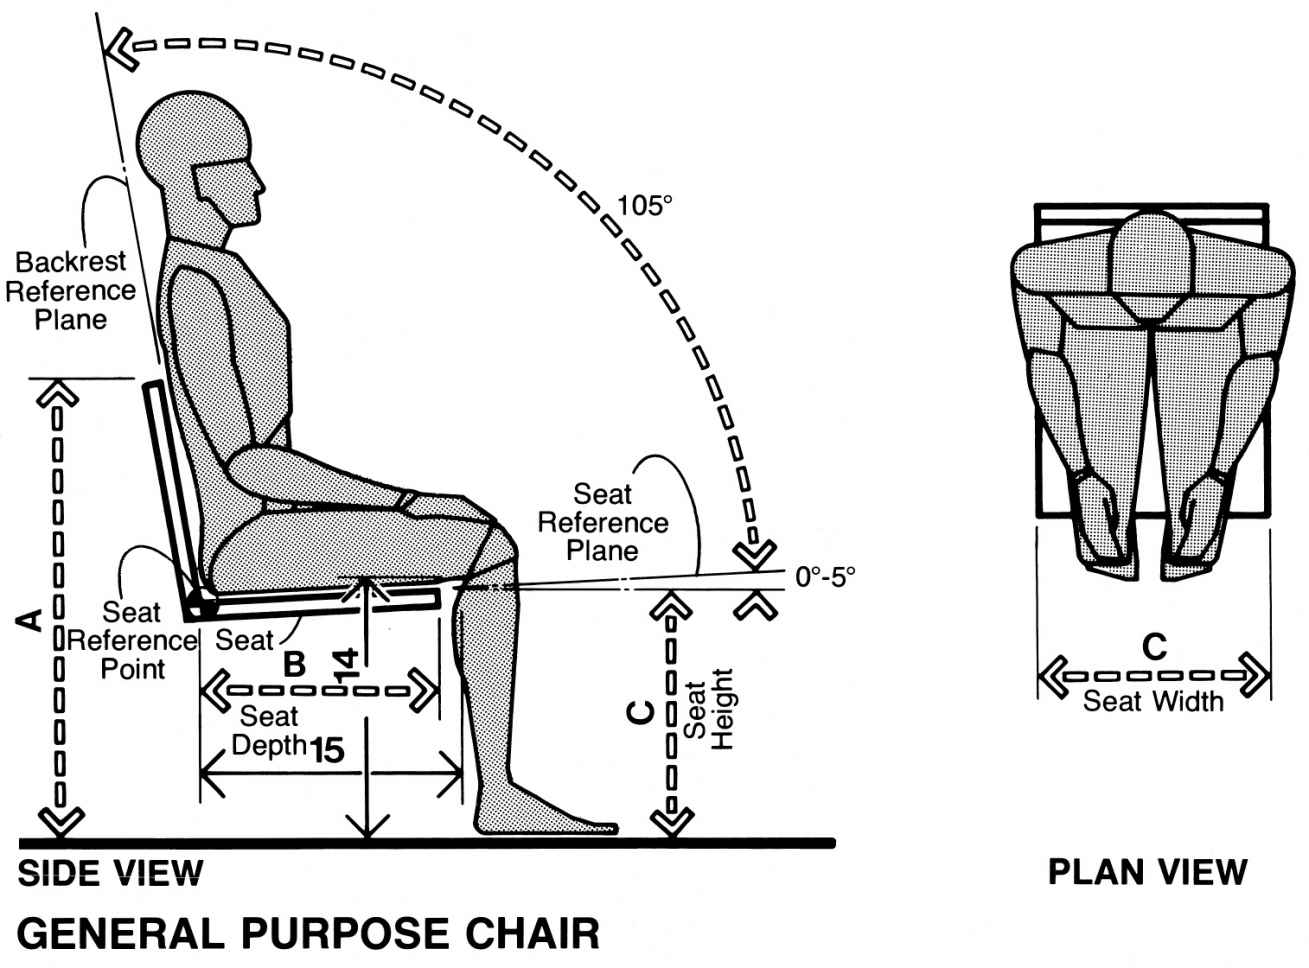 105°
Backrest
Reference
Plane
Seat
Reference
Plane
0°-5°
A
Seat
Reference
Point
Seat
B
14
Seat
Depth
15
C
Seat
Height
C
Seat Width
SIDE VIEW
PLAN VIEW
GENERAL PURPOSE CHAIR